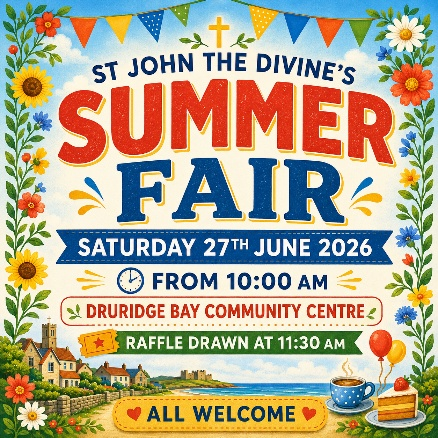 ST JOHN THE DIVINE'S
SUMMER
FAIR
SATURDAY 27TH JUNE 2026
FROM 10:00 AM
DRURIDGE BAY COMMUNITY CENTRE
RAFFLE DRAWN AT 11:30 AM
ALL WELCOME